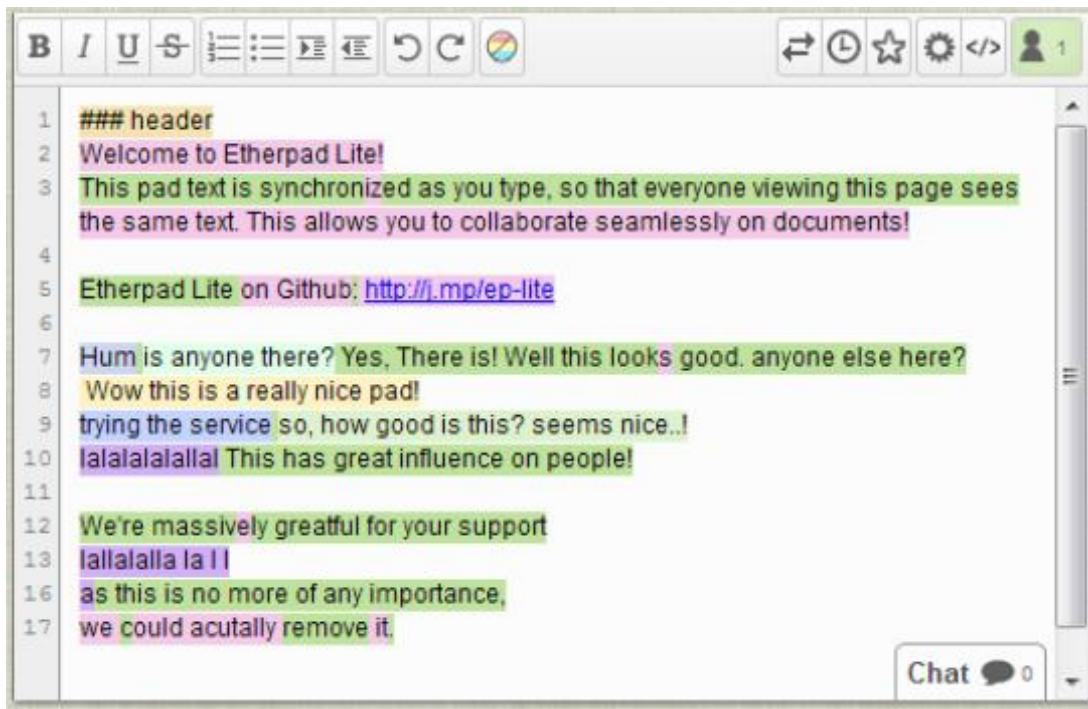 B I U S 1
1 ### header
2 Welcome to Etherpad Lite!
3 This pad text is synchronized as you type, so that everyone viewing this page sees
the same text. This allows you to collaborate seamlessly on documents!
4
5 Etherpad Lite on Github: http://j.mp/ep-lite
6
7 Hum is anyone there? Yes, There is! Well this looks good. anyone else here?
8 Wow this is a really nice pad!
9 trying the service so, how good is this? seems nice..!
10 lalalalalallal This has great influence on people!
11
12 We're massively greatful for your support
13 lallalalla la l l
16 as this is no more of any importance,
17 we could acutally remove it.
Chat 0